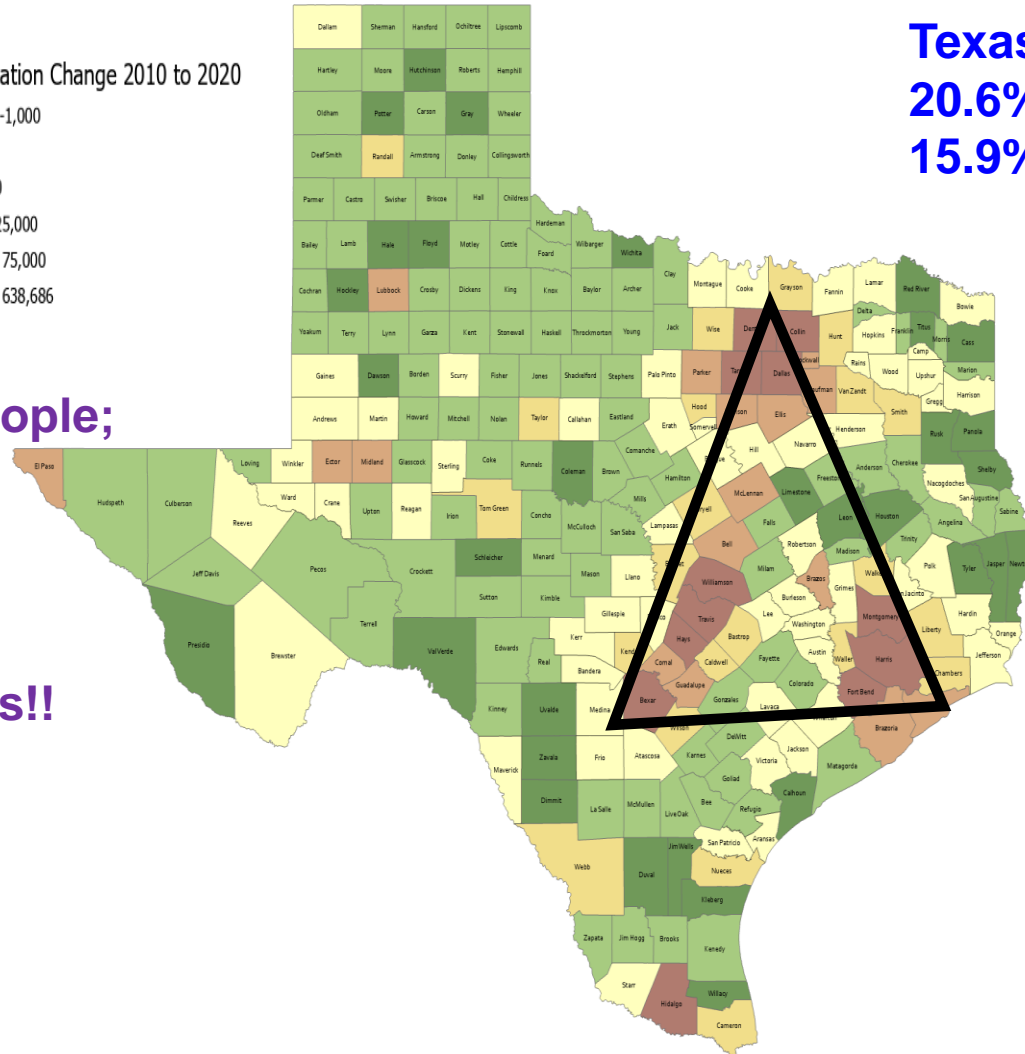 Texas
20.6%
15.9%
ation Change 2010 to 2020
-1,000
25,000
75,000
638,686
ople;
s!!
Dallam Sherman Hansford Ochiltree Lipscomb
Hartley Moore Hutchinson Roberts Hemphill
Oldham Potter Carson Gray Wheeler
Deaf Smith Randall Armstrong Donley Collingsworth
Parmer Castro Swisher Briscoe Hall Childress
Hardeman
Bailey Lamb Hale Floyd Motley Cottle Foard Wilbarger Wichita
Clay Montague Cooke Grayson Fannin Lamar Red River Bowie
Cochran Hockley Lubbock Crosby Dickens King Knox Baylor Archer
Delta Hopkins Franklin Titus Morris Cass
Yoakum Terry Lynn Garza Kent Stonewall Haskell Throckmorton Young Jack Wise Den Collin Hunt
Camp Rains Wood Upshur Marion
Gaines Dawson Borden Scurry Fisher Jones Shackelford Stephens Palo Pinto Parker Tar Dallas ockwall
aufman Van Zandt Gregg Harrison
Andrews Martin Howard Mitchell Nolan Taylor Callahan Eastland Erath Hood Somervell nson Ellis Henderson Smith Rusk Panola
El Paso Loving Winkler Ector Midland Glasscock Sterling Coke Runnels Coleman Brown Comanche Hill Navarro
Anderson Cherokee Shelby
Hudspeth Culberson Reeves Ward Crane Upton Reagan Irion Tom Green Concho Mills Hamilton McLennon Limestone Freestone
Nacogdoches San Augustine Sabine
McCulloch San Saba Lampasas ryell Falls Leon Houston Angelina
Jeff Davis Pecos Crockett Schleicher Menard Mason Llano Bell Robertson Madison Trinity
Polk Tyler Jasper Newt
Sutton Kimble Williamson Milam Brazos Grimes Walk n Jacinto
Presidio Brewster Terrell Val Verde Edwards Gillespie Travis Lee Burleson Washington Montgomery Liberty Hardin
Orange
Real Kerr Bandera Kend Hays Bastrop Fayette Austin Waller Harris Jefferson
Comal Caldwell Colorado Chambers
Kinney Uvalde Medina Bexar Guadalupe Gonzales Lavaca Fort Bend
Wilson Wharton Brazoria
Maverick Zavala Frio Atascosa Karnes DeWitt Victoria Jackson Matagorda
Dimmit La Salle McMullen Live Oak Bee Goliad Refugio Calhoun
Webb Duval Jim Wells San Patricio Aransas
Nueces
Kleberg
Zapata Jim Hogg Brooks Kenedy
Starr Hidalgo Willacy
Cameron